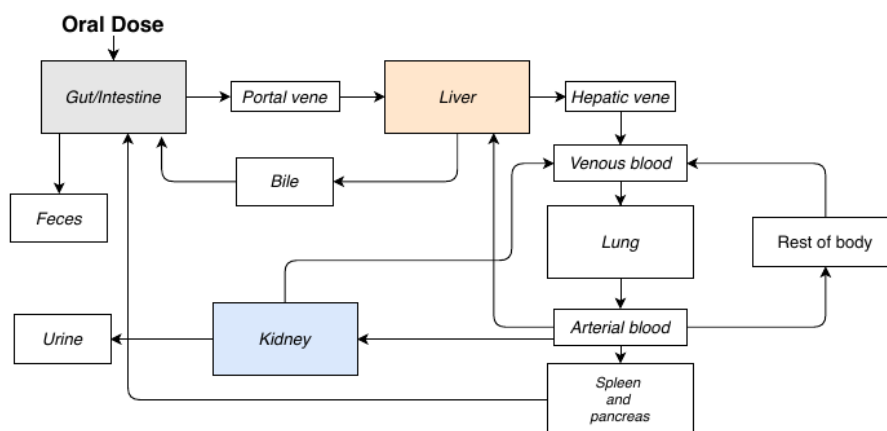 Oral Dose
Gut/Intestine
Portal vene
Liver
Hepatic vene
Venous blood
Bile
Feces
Lung
Rest of body
Urine
Kidney
Arterial blood
Spleen
and
pancreas